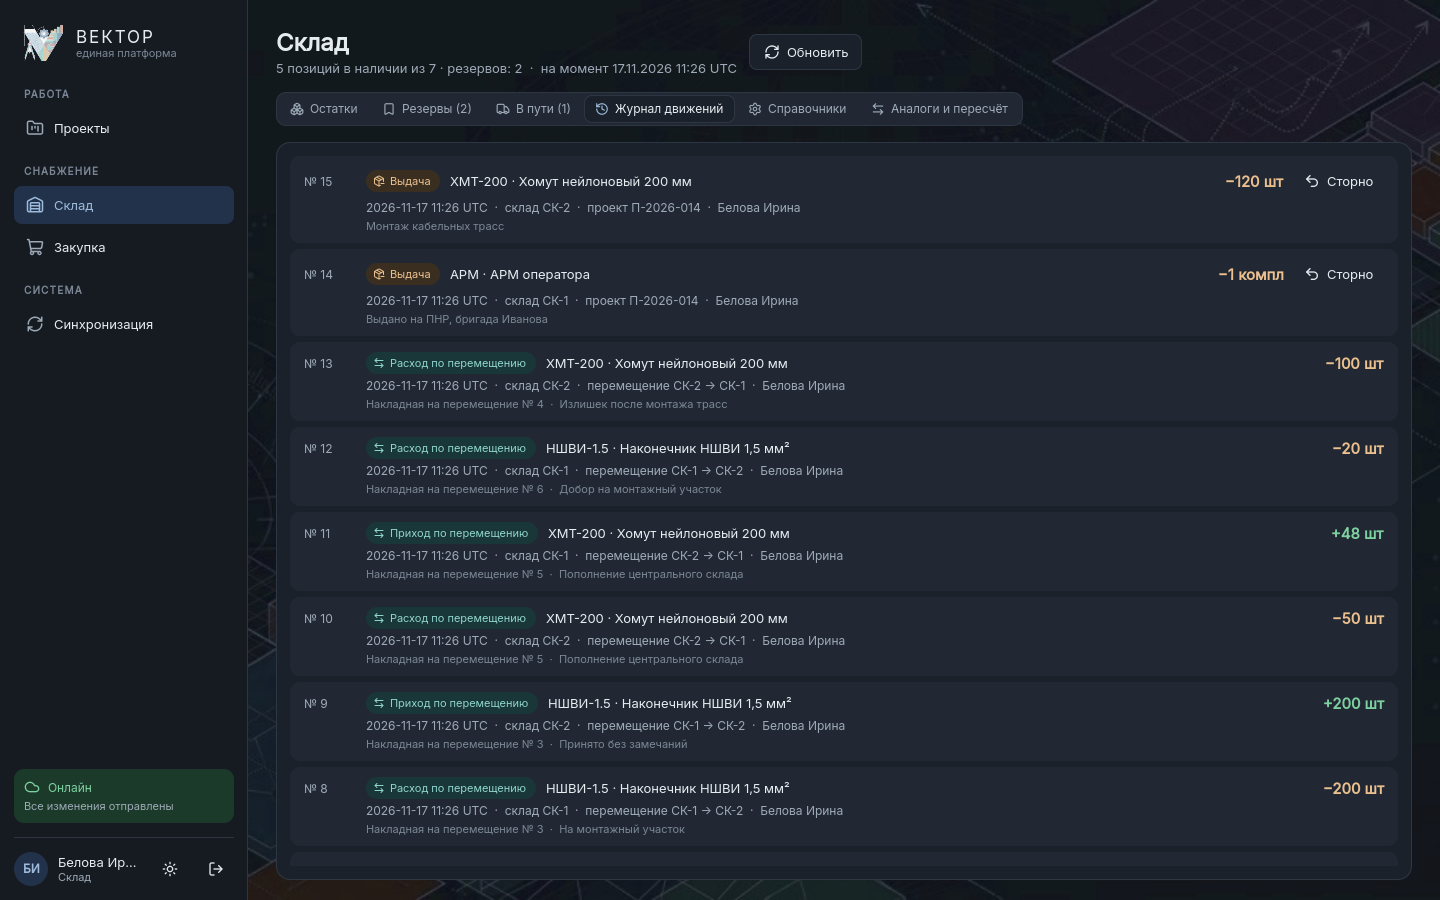 ВЕКТОР
единая платформа
РАБОТА
Проекты
СНАБЖЕНИЕ
Склад
Закупка
СИСТЕМА
Синхронизация
Онлайн
Все изменения отправлены
БИ
Белова Ир...
Склад
Склад
5 позиций в наличии из 7 · резервов: 2 · на момент 17.11.2026 11:26 UTC
Обновить
Остатки
Резервы (2)
В пути (1)
Журнал движений
Справочники
Аналоги и пересчёт
№ 15 Выдача ХМТ-200 · Хомут нейлоновый 200 мм −120 шт Сторно
2026-11-17 11:26 UTC · склад СК-2 · проект П-2026-014 · Белова Ирина
Монтаж кабельных трасс
№ 14 Выдача АРМ · АРМ оператора −1 компл Сторно
2026-11-17 11:26 UTC · склад СК-1 · проект П-2026-014 · Белова Ирина
Выдано на ПНР, бригада Иванова
№ 13 Расход по перемещению ХМТ-200 · Хомут нейлоновый 200 мм −100 шт
2026-11-17 11:26 UTC · склад СК-2 · перемещение СК-2 → СК-1 · Белова Ирина
Накладная на перемещение № 4 · Излишек после монтажа трасс
№ 12 Расход по перемещению НШВИ-1.5 · Наконечник НШВИ 1,5 мм² −20 шт
2026-11-17 11:26 UTC · склад СК-1 · перемещение СК-1 → СК-2 · Белова Ирина
Накладная на перемещение № 6 · Добор на монтажный участок
№ 11 Приход по перемещению ХМТ-200 · Хомут нейлоновый 200 мм +48 шт
2026-11-17 11:26 UTC · склад СК-1 · перемещение СК-2 → СК-1 · Белова Ирина
Накладная на перемещение № 5 · Пополнение центрального склада
№ 10 Расход по перемещению ХМТ-200 · Хомут нейлоновый 200 мм −50 шт
2026-11-17 11:26 UTC · склад СК-2 · перемещение СК-2 → СК-1 · Белова Ирина
Накладная на перемещение № 5 · Пополнение центрального склада
№ 9 Приход по перемещению НШВИ-1.5 · Наконечник НШВИ 1,5 мм² +200 шт
2026-11-17 11:26 UTC · склад СК-2 · перемещение СК-1 → СК-2 · Белова Ирина
Накладная на перемещение № 3 · Принято без замечаний
№ 8 Расход по перемещению НШВИ-1.5 · Наконечник НШВИ 1,5 мм² −200 шт
2026-11-17 11:26 UTC · склад СК-1 · перемещение СК-1 → СК-2 · Белова Ирина
Накладная на перемещение № 3 · На монтажный участок